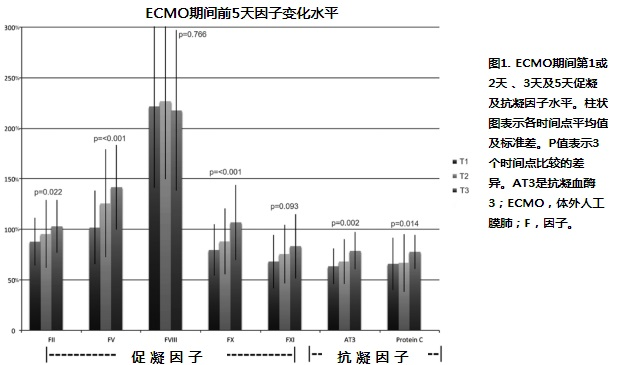 ECMO期间前5天因子变化水平
300%
250%
200%
150%
100%
50%
0
p=0.022
p=<0.001
p=0.766
p=<0.001
p=0.093
p=0.002
p=0.014
T1
T2
T3
FII
FV
FVIII
FX
FXI
AT3
Protein C
促凝因子
抗凝因子
图1. ECMO期间第1或
2天 、3天及5天促凝
及抗凝因子水平。柱状
图表示各时间点平均值
及标准差。P值表示3
个时间点比较的差
异。AT3是抗凝血酶
3；ECMO，体外人工
膜肺；F，因子。